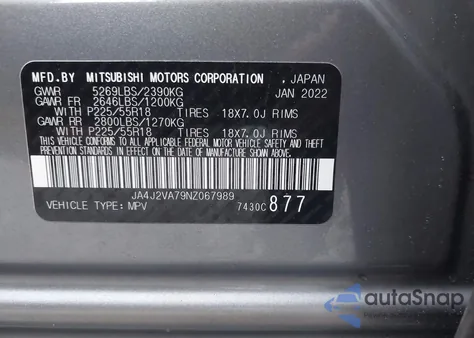 MFD.BY MITSUBISHI MOTORS CORPORATION , JAPAN
GVWR 5269LBS/2390KG JAN 2022
GAWR FR 2646LBS/1200KG
WITH P225/55R18 TIRES 18X7.0J RIMS
GAWR RR 2800LBS/1270KG
WITH P225/55R18 TIRES 18X7.0J RIMS
THIS VEHICLE CONFORMS TO ALL APPLICABLE FEDERAL MOTOR VEHICLE
SAFETY AND THEFT PREVENTION STANDARDS IN EFFECT ON THE DATE OF
MANUFACTURE SHOWN ABOVE.
JA4J2VA79NZ067989
VEHICLE TYPE: MPV 7430C 877
autoSnap